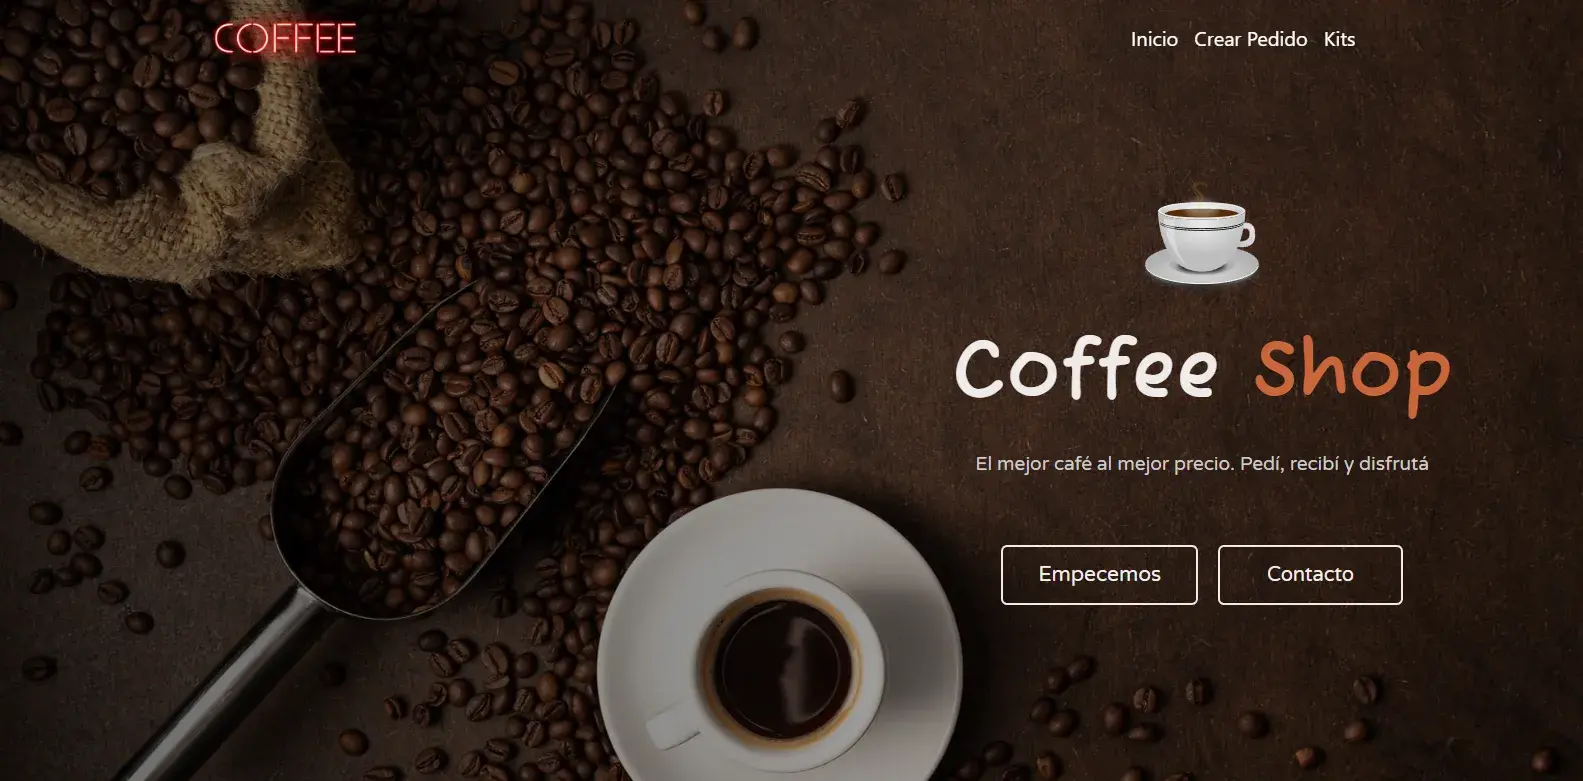 COFFEE
Inicio Crear Pedido Kits
Coffee Shop
El mejor café al mejor precio. Pedí, recibí y disfrutá
Empecemos Contacto